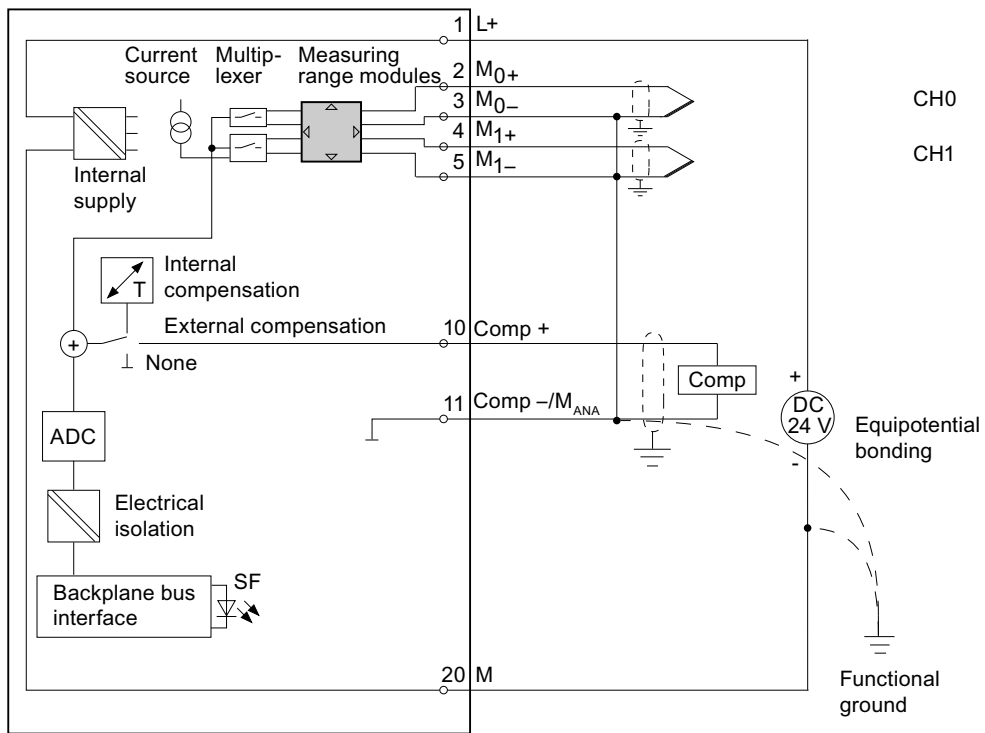 1 L+
Current source
Multip-lexer
Measuring range modules
2 M0+
3 M0–
4 M1+
5 M1–
CH0
CH1
Internal supply
T
Internal compensation
External compensation
10 Comp +
+
None
Comp
11 Comp –/MANA
+
DC 24 V
-
Equipotential bonding
ADC
Electrical isolation
SF
Backplane bus interface
20 M
Functional ground